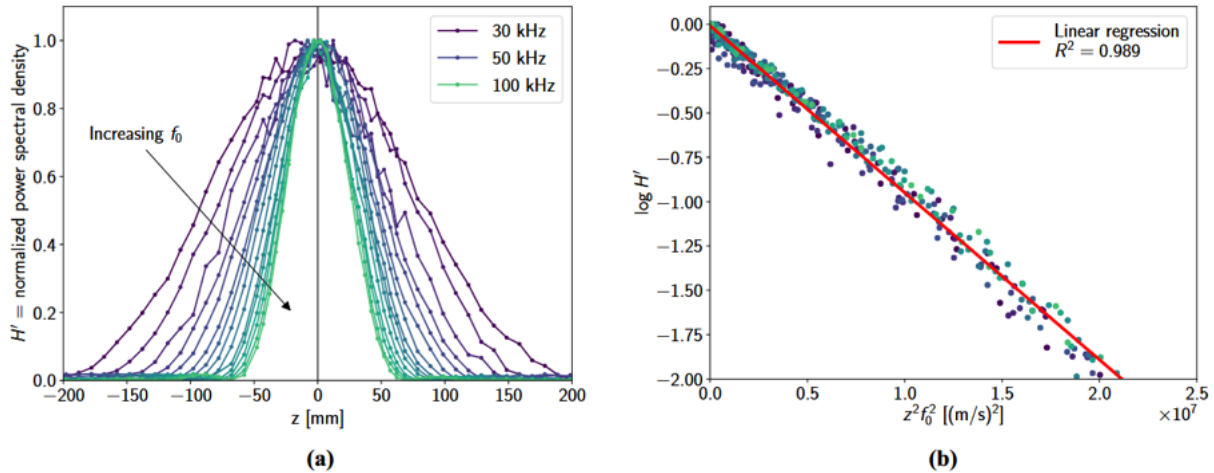 30 kHz
50 kHz
100 kHz
Increasing f₀
H′ = normalized power spectral density
1.0
0.8
0.6
0.4
0.2
0.0
−200 −150 −100 −50 0 50 100 150 200
z [mm]
(a)
Linear regression
R² = 0.989
log H′
0.00
−0.25
−0.50
−0.75
−1.00
−1.25
−1.50
−1.75
−2.00
0.0 0.5 1.0 1.5 2.0 2.5
×10⁷
z²f₀² [(m/s)²]
(b)